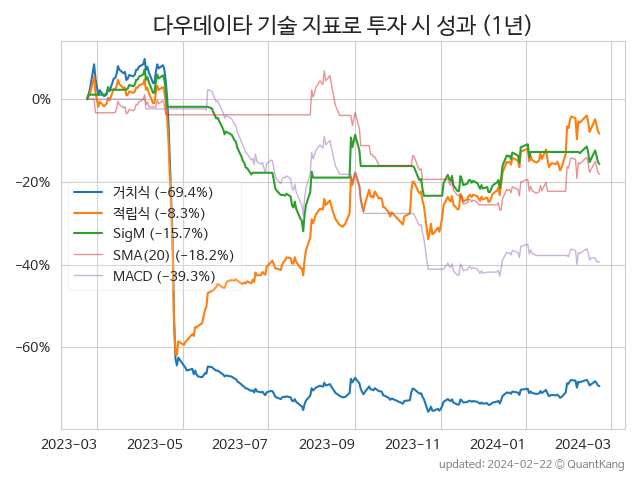 다우데이타 기술 지표로 투자 시 성과 (1년)
0%
−20%
−40%
−60%
거치식 (−69.4%)
적립식 (−8.3%)
SigM (−15.7%)
SMA(20) (−18.2%)
MACD (−39.3%)
2023-03 2023-05 2023-07 2023-09 2023-11 2024-01 2024-03
updated: 2024-02-22 © QuantKang